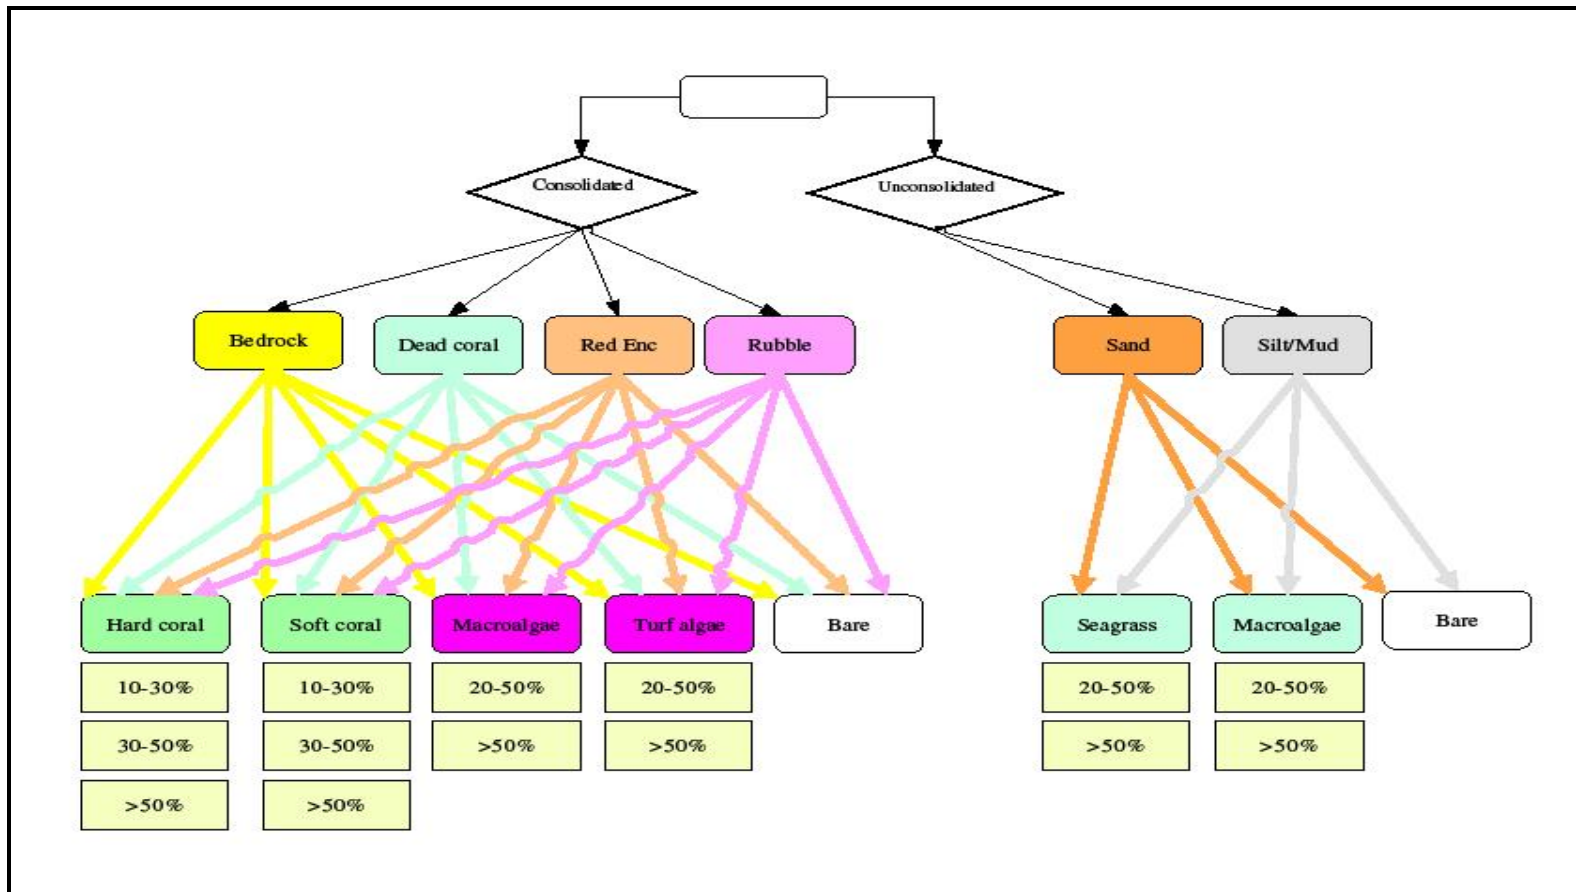 Consolidated
Unconsolidated
Bedrock
Dead coral
Red Enc
Rubble
Sand
Silt/Mud
Hard coral
Soft coral
Macroalgae
Turf algae
Bare
Seagrass
Macroalgae
Bare
10-30%
10-30%
20-50%
20-50%
20-50%
20-50%
30-50%
30-50%
>50%
>50%
>50%
>50%
>50%
>50%